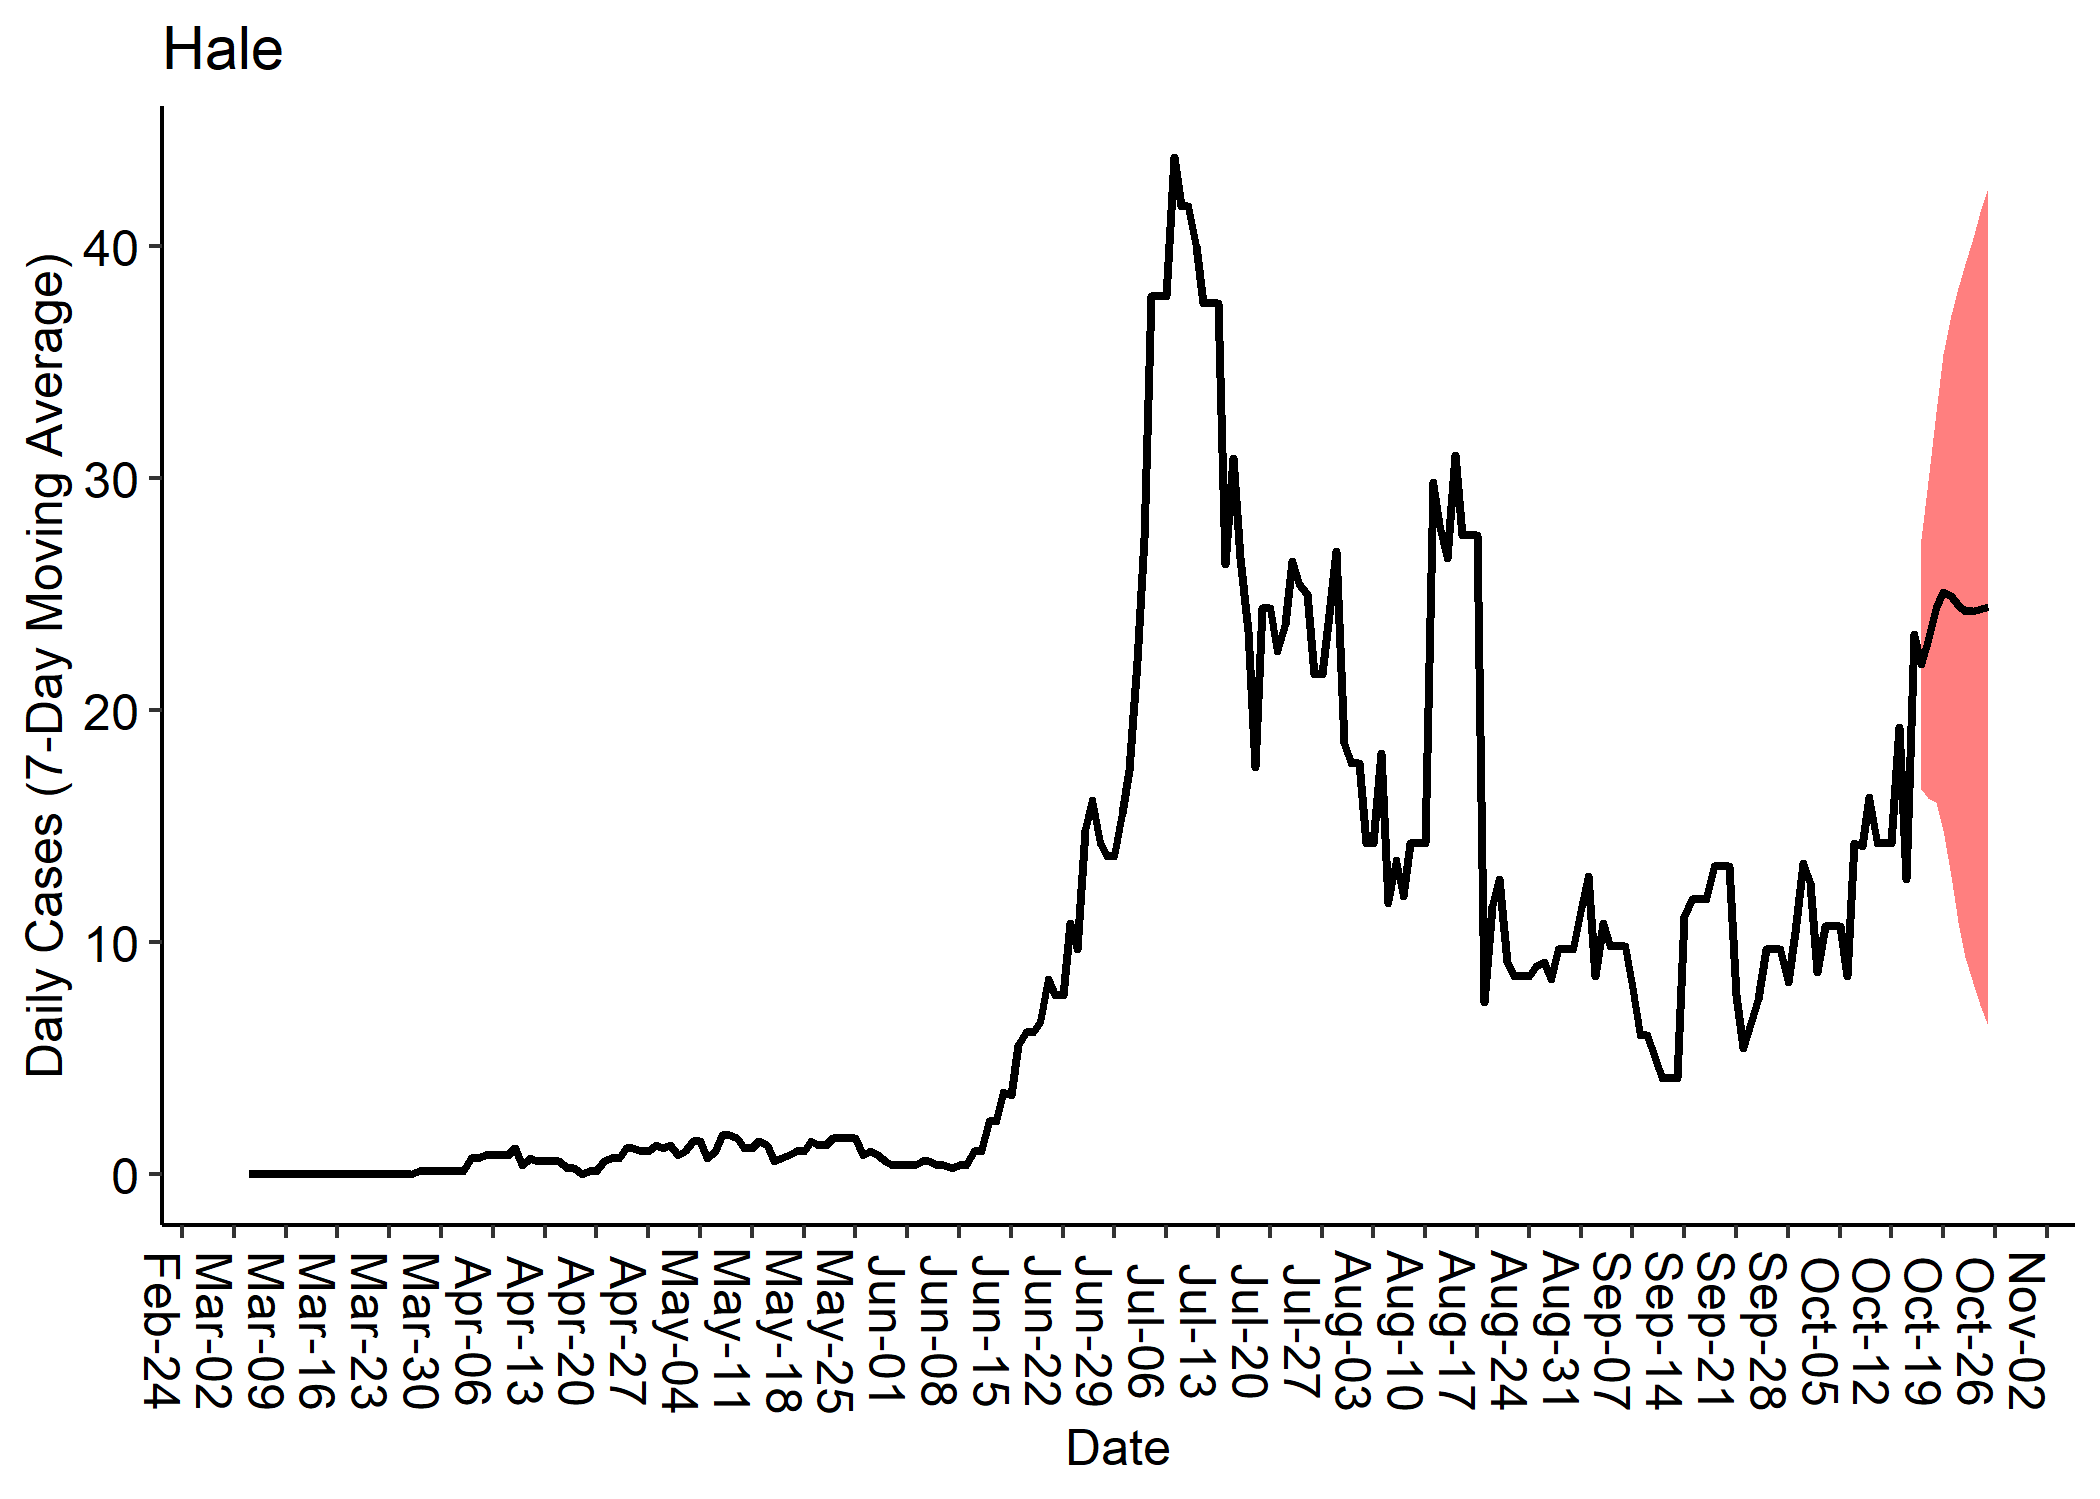 Hale
Daily Cases (7-Day Moving Average)
40
30
20
10
0
Feb-24
Mar-02
Mar-09
Mar-16
Mar-23
Mar-30
Apr-06
Apr-13
Apr-20
Apr-27
May-04
May-11
May-18
May-25
Jun-01
Jun-08
Jun-15
Jun-22
Jun-29
Jul-06
Jul-13
Jul-20
Jul-27
Aug-03
Aug-10
Aug-17
Aug-24
Aug-31
Sep-07
Sep-14
Sep-21
Sep-28
Oct-05
Oct-12
Oct-19
Oct-26
Nov-02
Date